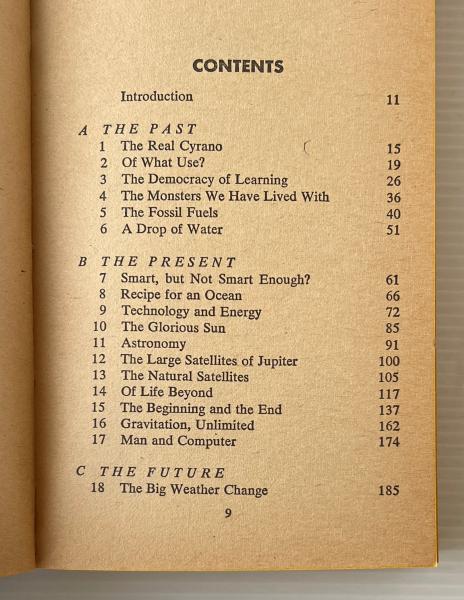 CONTENTS
Introduction 11
A THE PAST
1 The Real Cyrano 15
2 Of What Use? 19
3 The Democracy of Learning 26
4 The Monsters We Have Lived With 36
5 The Fossil Fuels 40
6 A Drop of Water 51
B THE PRESENT
7 Smart, but Not Smart Enough? 61
8 Recipe for an Ocean 66
9 Technology and Energy 72
10 The Glorious Sun 85
11 Astronomy 91
12 The Large Satellites of Jupiter 100
13 The Natural Satellites 105
14 Of Life Beyond 117
15 The Beginning and the End 137
16 Gravitation, Unlimited 162
17 Man and Computer 174
C THE FUTURE
18 The Big Weather Change 185
9